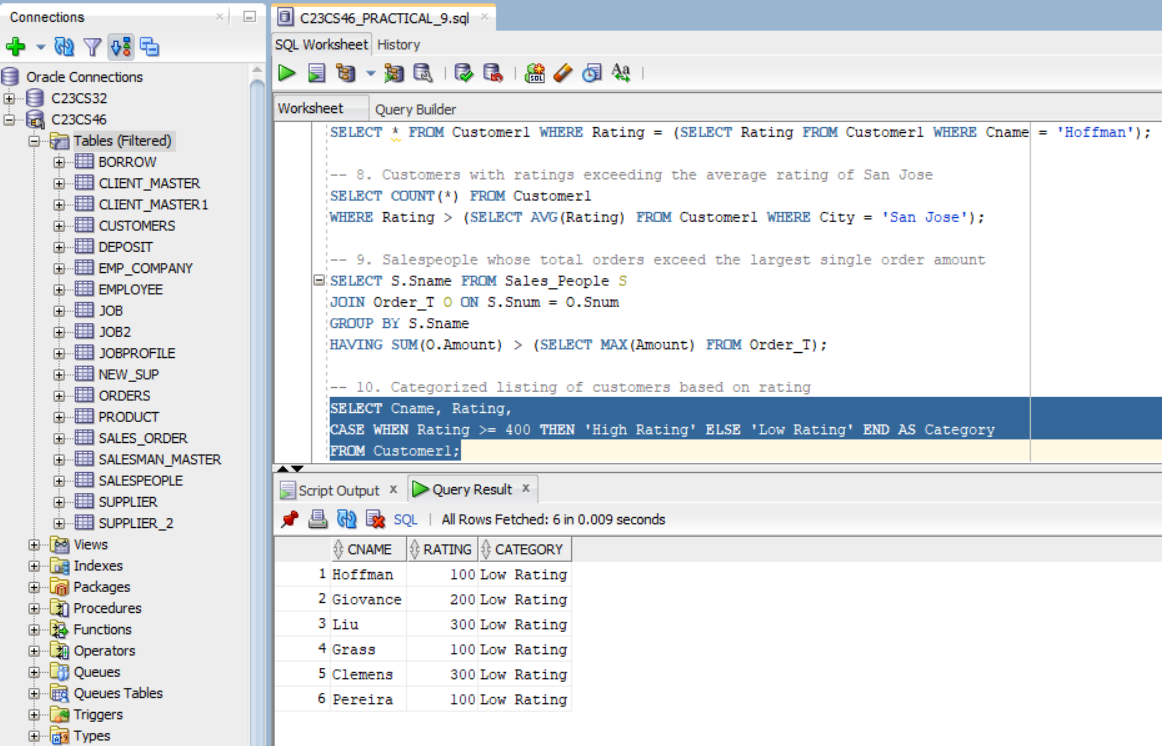 Connections
Oracle Connections
C23CS32
C23CS46
Tables (Filtered)
BORROW
CLIENT_MASTER
CLIENT_MASTER1
CUSTOMERS
DEPOSIT
EMP_COMPANY
EMPLOYEE
JOB
JOB2
JOBPROFILE
NEW_SUP
ORDERS
PRODUCT
SALES_ORDER
SALESMAN_MASTER
SALESPEOPLE
SUPPLIER
SUPPLIER_2
Views
Indexes
Packages
Procedures
Functions
Operators
Queues
Queues Tables
Triggers
Types
C23CS46_PRACTICAL_9.sql
SQL Worksheet History
Worksheet Query Builder
SELECT * FROM Customer1 WHERE Rating = (SELECT Rating FROM Customer1 WHERE Cname = 'Hoffman');
-- 8. Customers with ratings exceeding the average rating of San Jose
SELECT COUNT(*) FROM Customer1
WHERE Rating > (SELECT AVG(Rating) FROM Customer1 WHERE City = 'San Jose');
-- 9. Salespeople whose total orders exceed the largest single order amount
SELECT S.Sname FROM Sales_People S
JOIN Order_T O ON S.Snum = O.Snum
GROUP BY S.Sname
HAVING SUM(O.Amount) > (SELECT MAX(Amount) FROM Order_T);
-- 10. Categorized listing of customers based on rating
SELECT Cname, Rating,
CASE WHEN Rating >= 400 THEN 'High Rating' ELSE 'Low Rating' END AS Category
FROM Customer1;
Script Output x Query Result x
SQL | All Rows Fetched: 6 in 0.009 seconds
CNAME RATING CATEGORY
1 Hoffman 100 Low Rating
2 Giovance 200 Low Rating
3 Liu 300 Low Rating
4 Grass 100 Low Rating
5 Clemens 300 Low Rating
6 Pereira 100 Low Rating